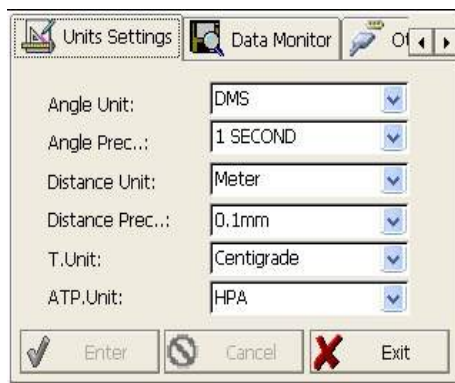 Units Settings Data Monitor
Angle Unit: DMS
Angle Prec..: 1 SECOND
Distance Unit: Meter
Distance Prec..: 0.1mm
T.Unit: Centigrade
ATP.Unit: HPA
Enter Cancel Exit